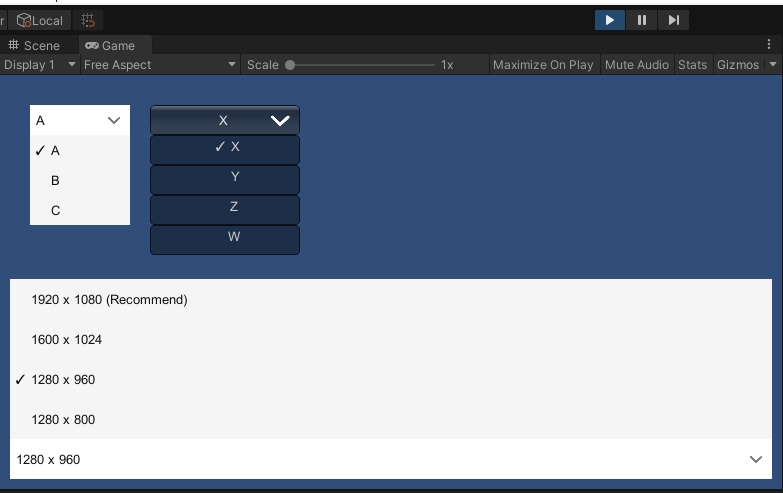 r Local
Scene Game
Display 1 Free Aspect Scale 1x Maximize On Play Mute Audio Stats Gizmos
A X
✓ A ✓ X
B Y
C Z
W
1920 x 1080 (Recommend)
1600 x 1024
✓ 1280 x 960
1280 x 800
1280 x 960